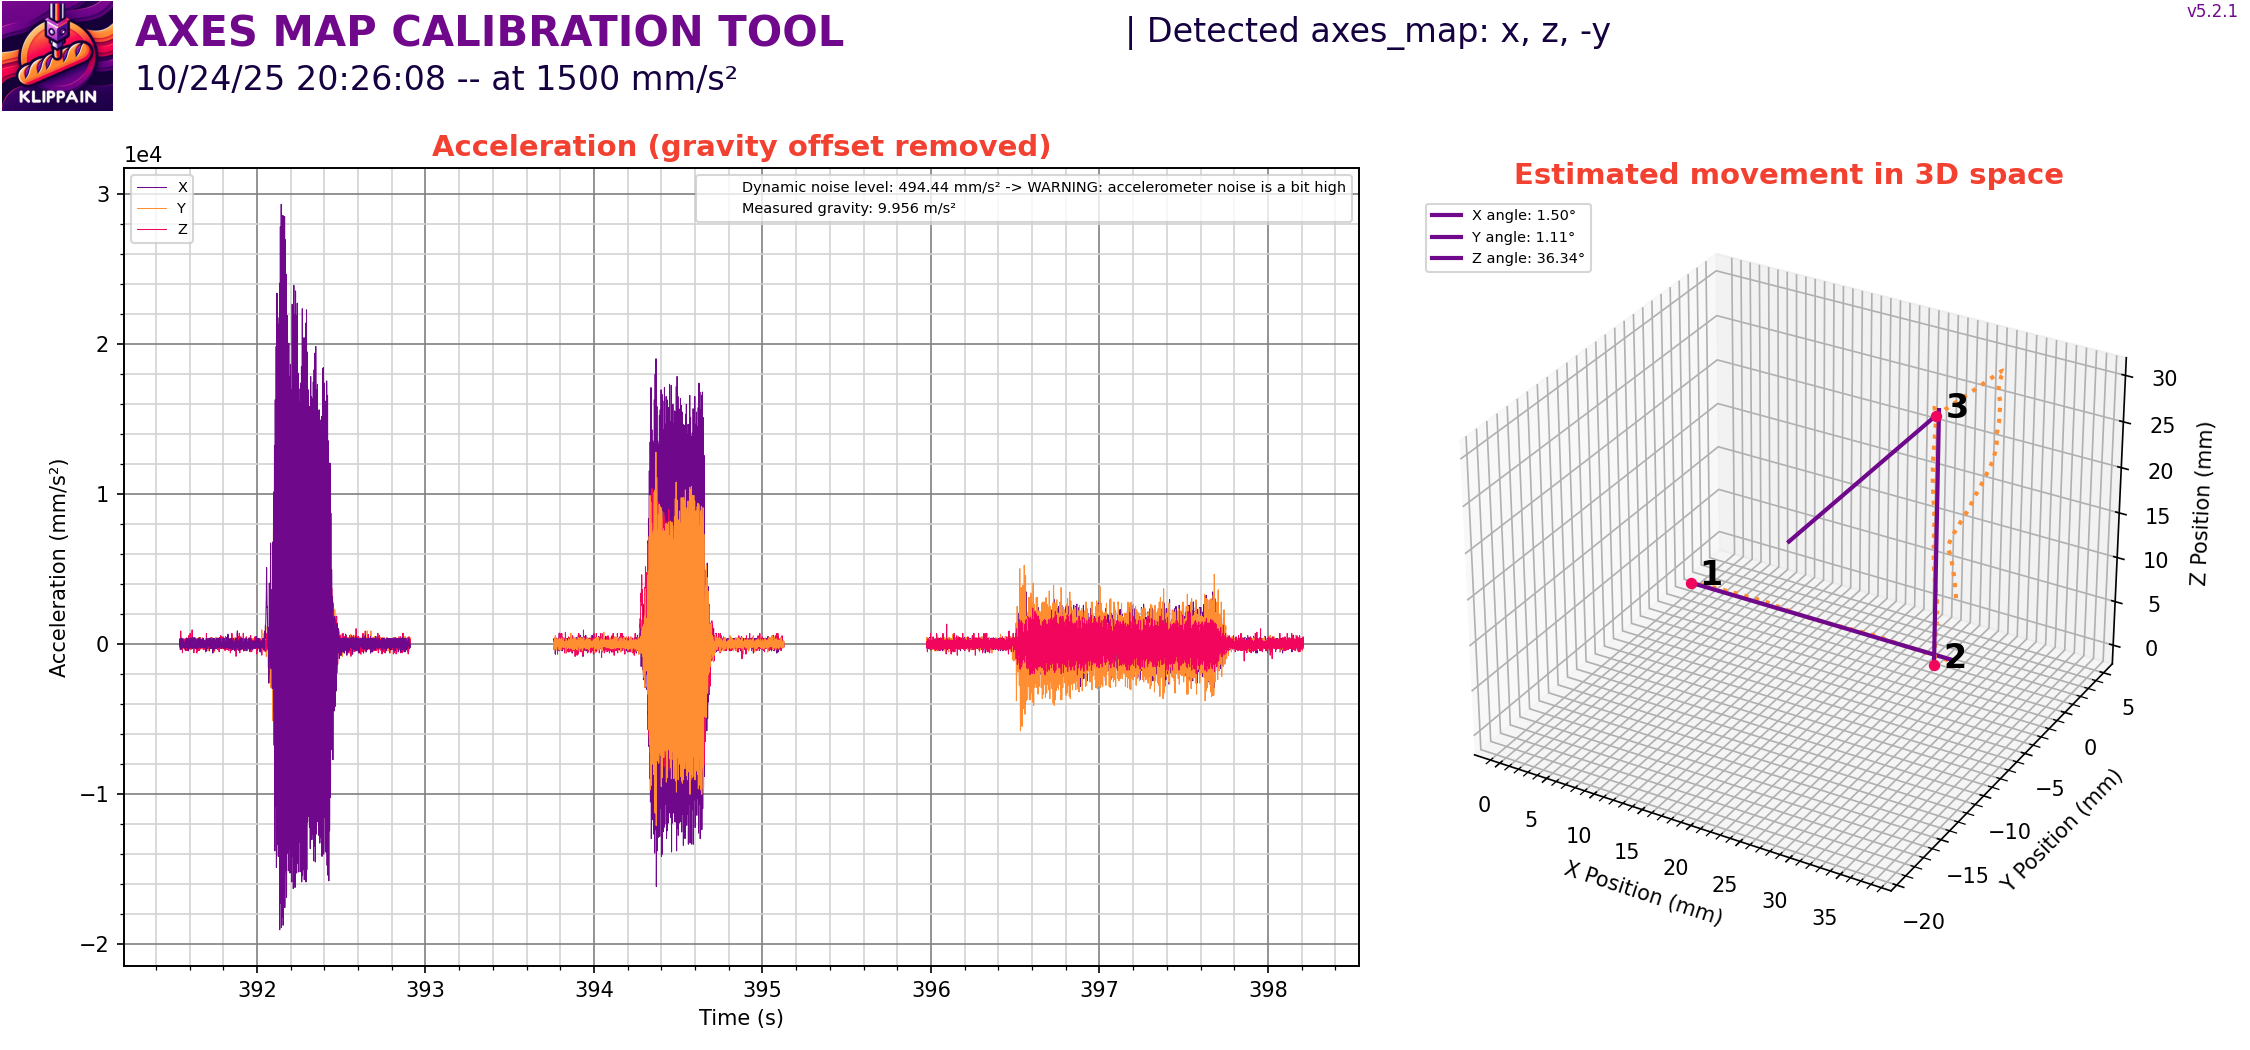 KLIPPAIN
AXES MAP CALIBRATION TOOL
| Detected axes_map: x, z, -y
v5.2.1
10/24/25 20:26:08 -- at 1500 mm/s²
Acceleration (gravity offset removed)
1e4
X
Y
Z
Dynamic noise level: 494.44 mm/s² -> WARNING: accelerometer noise is a bit high
Measured gravity: 9.956 m/s²
3
2
1
0
−1
−2
Acceleration (mm/s²)
392 393 394 395 396 397 398
Time (s)
Estimated movement in 3D space
X angle: 1.50°
Y angle: 1.11°
Z angle: 36.34°
1
2
3
0 5 10 15 20 25 30 35
X Position (mm)
−20 −15 −10 −5 0 5
Y Position (mm)
0 5 10 15 20 25 30
Z Position (mm)